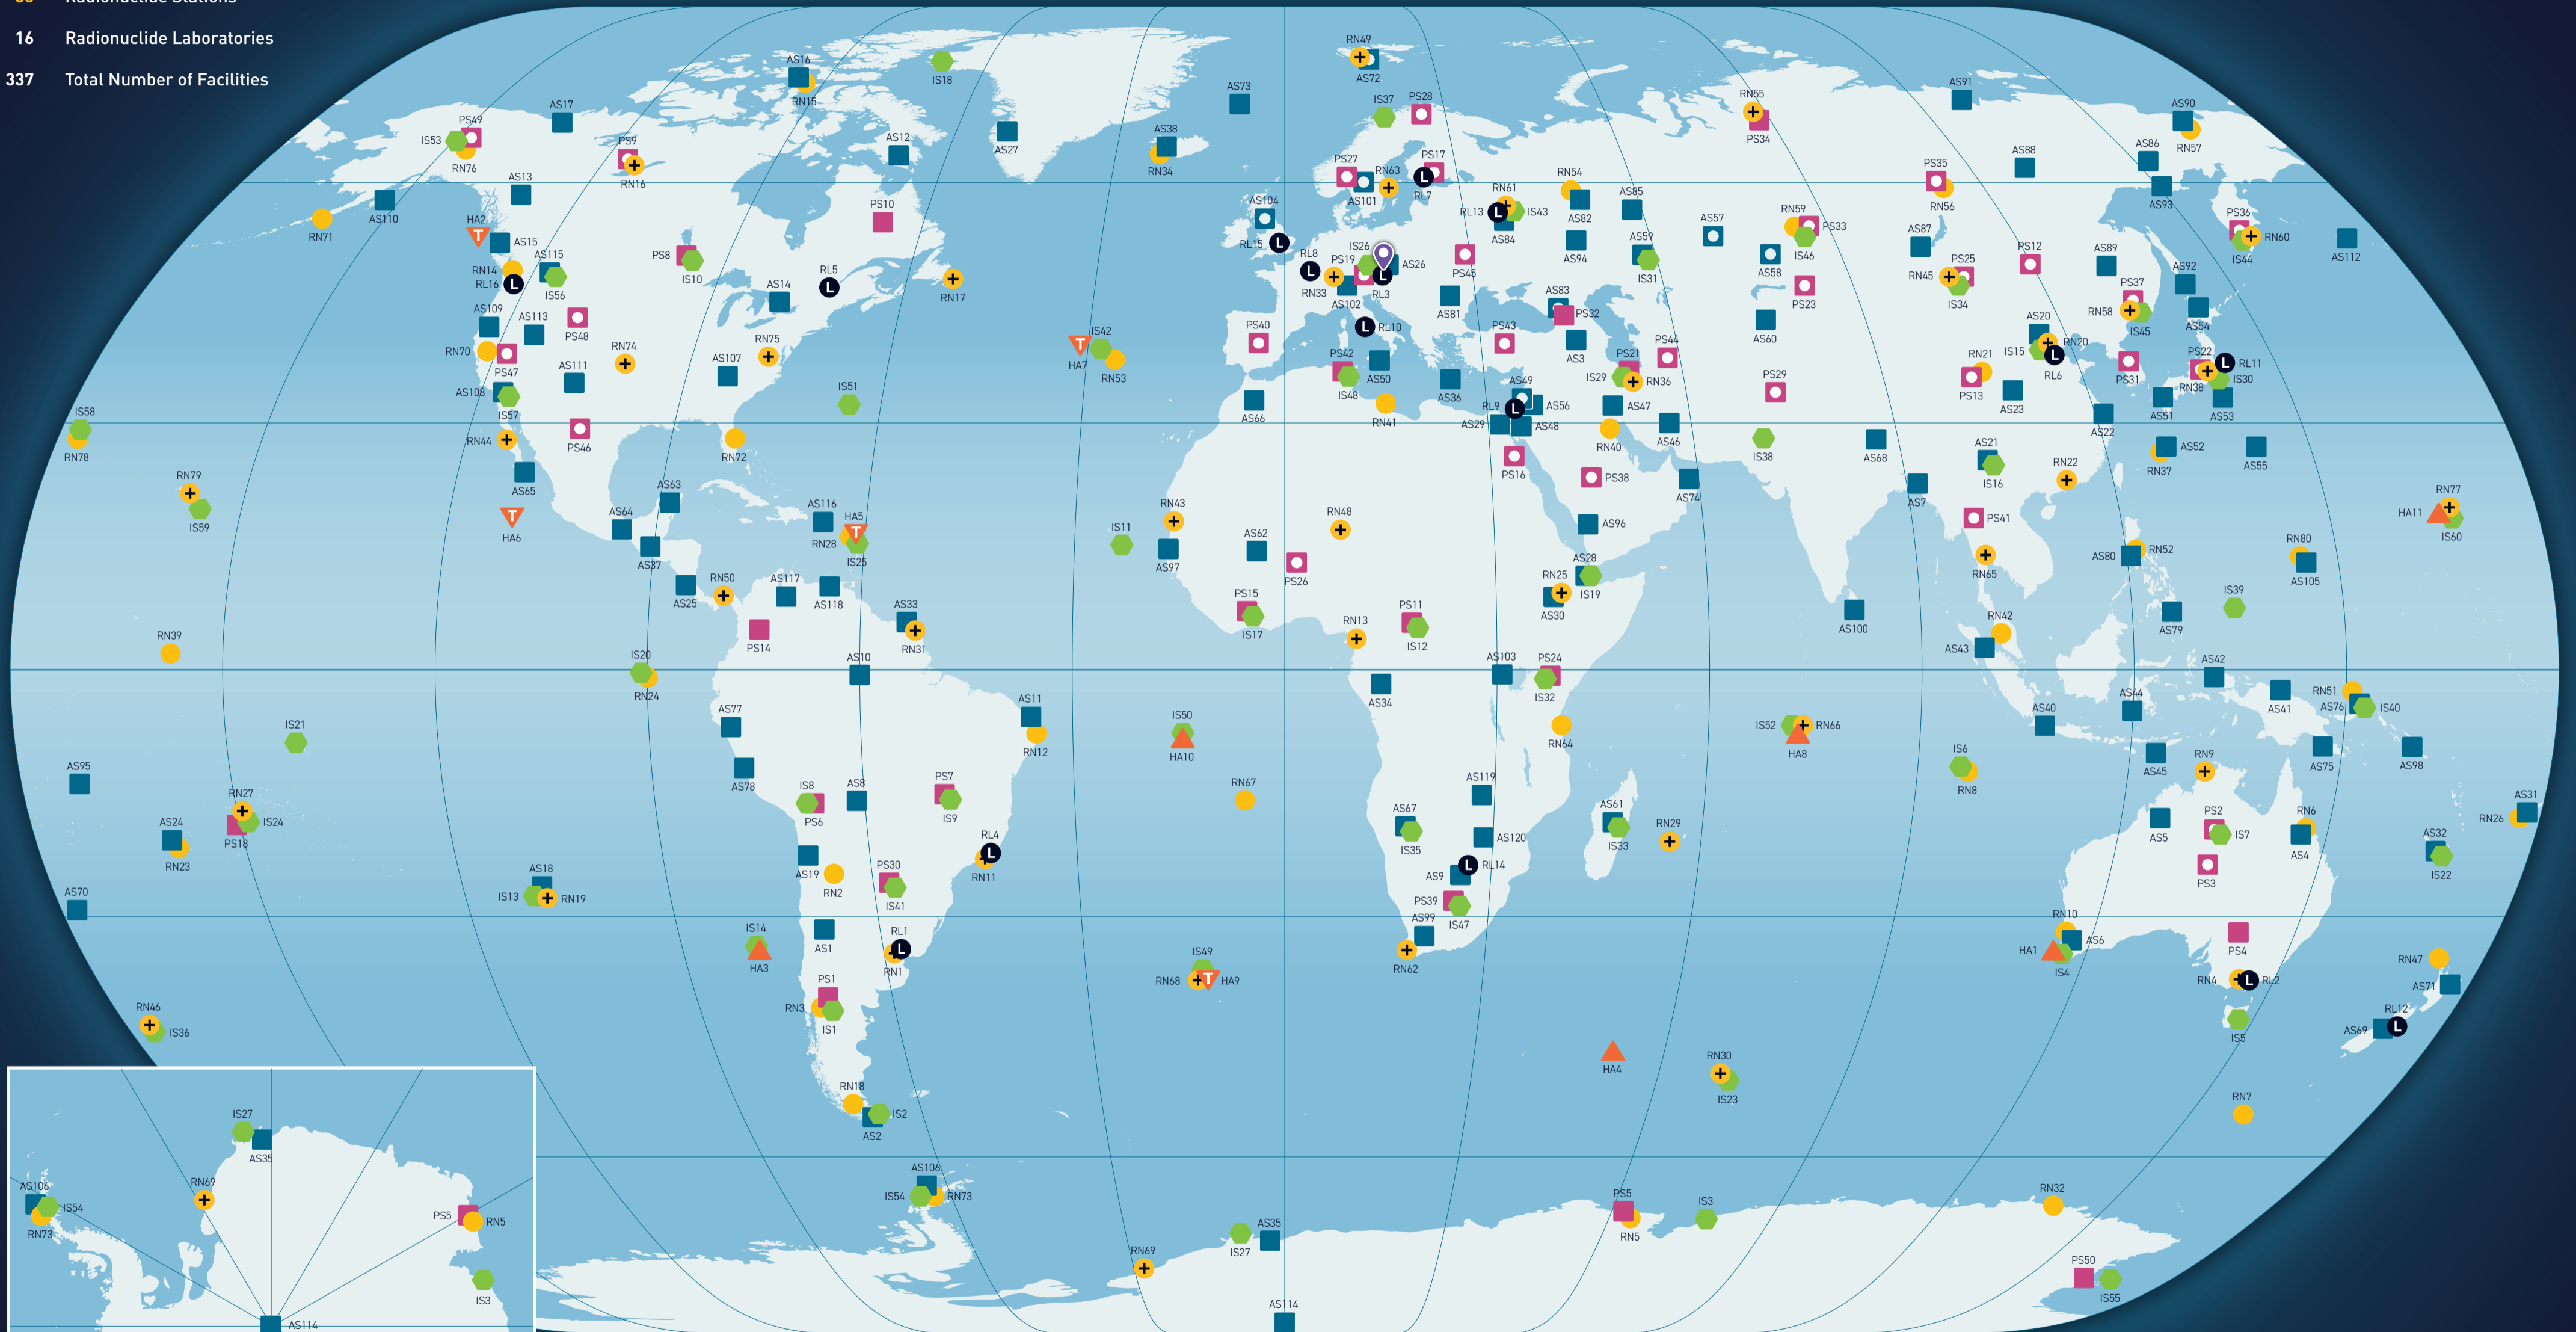 16 Radionuclide Laboratories
337 Total Number of Facilities
RN49
AS72
AS16
RN15
IS18
AS73
AS17
PS49
IS53
RN76
PS9
RN16
AS12
AS27
AS38
RN34
IS37
PS28
RN55
PS34
AS91
AS90
RN57
AS86
AS88
AS93
AS13
AS110
RN71
HA2
T
AS15
PS10
PS27
AS101
RN63
PS17
L
RL7
AS104
RL15
L
RN61
RL13
L
IS43
AS84
RN54
AS82
AS85
AS94
AS59
IS31
AS57
AS58
RN59
PS33
IS46
PS23
PS35
RN56
AS87
PS12
AS89
PS36
RN60
IS44
AS112
RN14
RL16
L
AS115
IS56
PS8
IS10
RL5
L
AS14
RN17
RL8
L
RN33
PS19
IS26
AS26
L
RL3
AS102
PS45
AS81
RN45
PS25
IS34
AS92
PS37
RN58
IS45
AS54
AS109
AS113
PS48
RN70
PS47
AS108
IS57
AS111
RN74
AS107
RN75
T
HA7
IS42
RN53
IS51
PS40
L
RL10
PS42
IS48
AS50
AS36
RN41
AS66
PS43
AS83
PS32
AS3
AS60
PS44
PS21
IS29
RN36
PS29
AS20
RN20
IS15
L
RL6
RN21
PS13
AS23
PS31
PS22
L
RL11
RN38
IS30
AS51
AS53
IS58
RN78
RN44
PS46
RN72
AS65
AS49
RL9
L
AS56
AS29
AS48
PS16
AS47
RN40
AS46
PS38
AS74
IS38
AS68
AS7
AS22
AS21
IS16
RN22
AS52
RN37
AS55
RN79
IS59
T
HA6
AS63
AS64
AS37
AS116
HA5
T
RN28
IS25
IS11
RN43
AS97
AS62
RN48
PS26
AS96
AS28
RN25
IS19
AS30
PS41
RN65
AS80
RN52
RN80
AS105
RN77
HA11
IS60
AS25
RN50
AS117
AS118
PS14
AS33
RN31
PS15
IS17
RN13
PS11
IS12
AS100
RN42
AS43
AS79
IS39
RN39
IS20
RN24
AS10
AS34
AS103
PS24
IS32
AS42
AS41
AS44
AS40
RN51
AS76
IS40
IS21
AS77
AS78
AS11
RN12
IS50
HA10
RN64
IS52
RN66
HA8
IS6
RN8
AS45
RN9
AS75
AS98
AS95
RN27
IS24
PS18
AS24
RN23
IS8
PS6
AS8
PS7
IS9
RN67
AS119
AS120
AS67
IS35
AS61
IS33
RN29
AS5
PS2
IS7
PS3
RN6
AS4
AS31
RN26
AS32
IS22
AS70
AS18
IS13
RN19
AS19
RN2
PS30
IS41
RL4
L
RN11
L
RL14
AS9
PS39
IS47
AS99
RN62
IS14
HA3
AS1
RL1
L
RN1
IS49
RN68
T
HA9
RN10
HA1
AS6
IS4
PS4
RN4
L
RL2
IS5
RN47
AS71
RL12
AS69
L
RN46
IS36
PS1
RN3
IS1
HA4
RN30
IS23
RN18
IS2
AS2
RN7
IS27
AS35
RN69
AS106
IS54
RN73
PS5
RN5
IS3
AS114
AS106
IS54
RN73
RN69
IS27
AS35
AS114
PS5
RN5
IS3
RN32
PS50
IS55